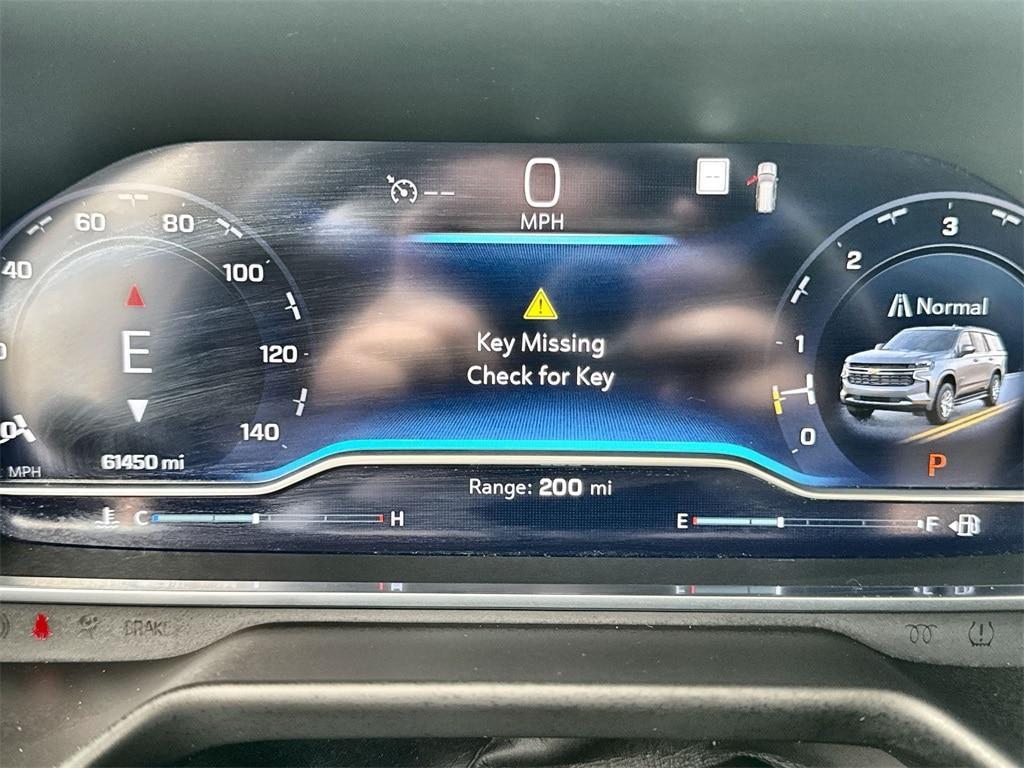 0
MPH
--
60
80
40
100
120
140
E
61450 mi
MPH
Key Missing
Check for Key
3
2
1
0
Normal
P
Range: 200 mi
C
H
E
F
BRAKE